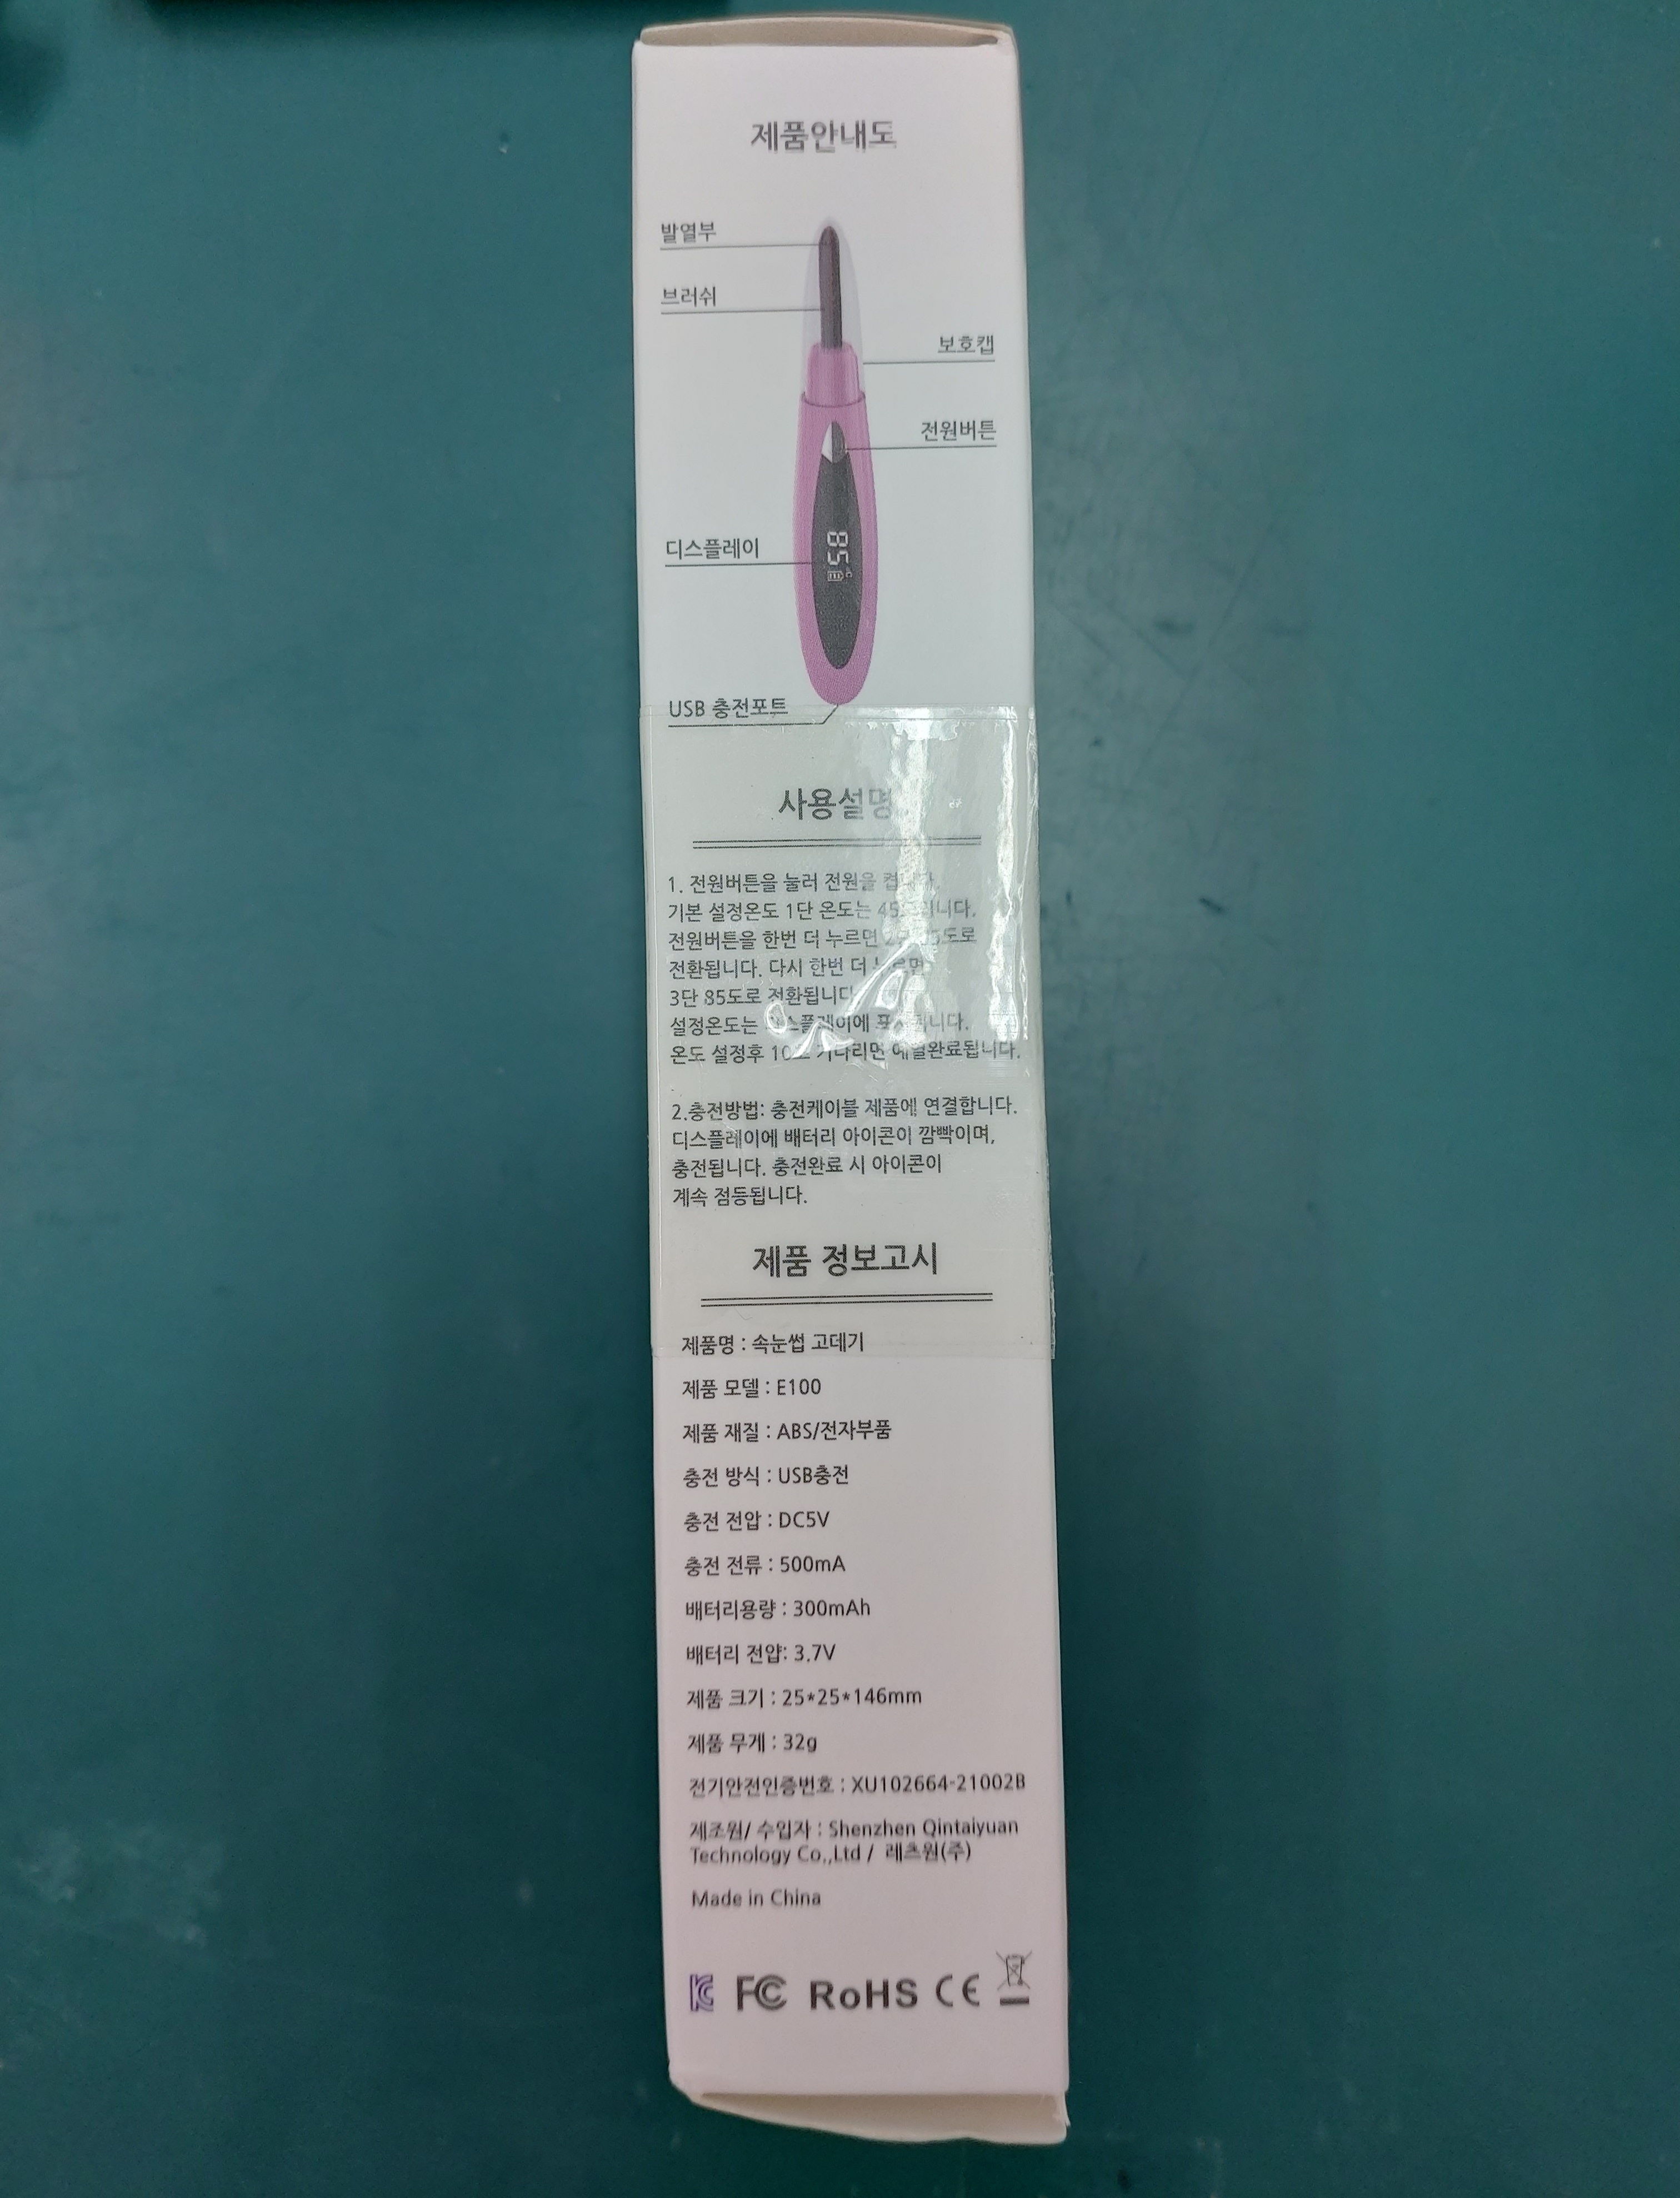 제품안내도
발열부
브러쉬
보호캡
전원버튼
디스플레이
85°C
USB 충전포트
사용설명
1. 전원버튼을 눌러 전원을
기본 설정온도 1단 온도는
전원버튼을 한번 더 누르면
전환됩니다. 다시 한번 더
3단 85도로 전환됩니다
설정온도는
온도 설정후 기다리면
2.충전방법: 충전케이블 제품에 연결합니다.
디스플레이에 배터리 아이콘이 깜빡이며,
충전됩니다. 충전완료 시 아이콘이
계속 점등됩니다.
제품 정보고시
제품명 : 속눈썹 고데기
제품 모델 : E100
제품 재질 : ABS/전자부품
충전 방식 : USB충전
충전 전압 : DC5V
충전 전류 : 500mA
배터리용량 : 300mAh
배터리 전얍: 3.7V
제품 크기 : 25*25*146mm
제품 무게 : 32g
전기안전인증번호 : XU102664-21002B
제조원/ 수입자 : Shenzhen Qintaiyuan
Technology Co.,Ltd / 레츠원(주)
Made in China
KC FC RoHS CE